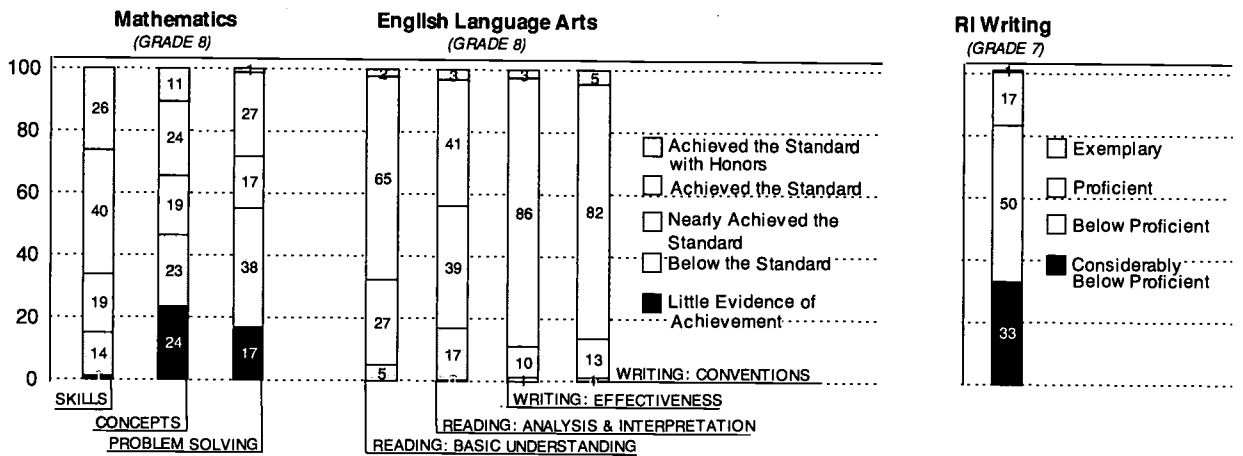 Mathematics
(GRADE 8)
English Language Arts
(GRADE 8)
RI Writing
(GRADE 7)
100
80
60
40
20
0
26
40
19
14
11
24
19
23
24
1
27
17
38
17
2
65
27
5
3
41
39
17
3
86
10
1
5
82
13
1
Achieved the Standard
with Honors
Achieved the Standard
Nearly Achieved the
Standard
Below the Standard
Little Evidence of
Achievement
1
17
50
33
Exemplary
Proficient
Below Proficient
Considerably
Below Proficient
SKILLS
CONCEPTS
PROBLEM SOLVING
WRITING: CONVENTIONS
WRITING: EFFECTIVENESS
READING: ANALYSIS & INTERPRETATION
READING: BASIC UNDERSTANDING